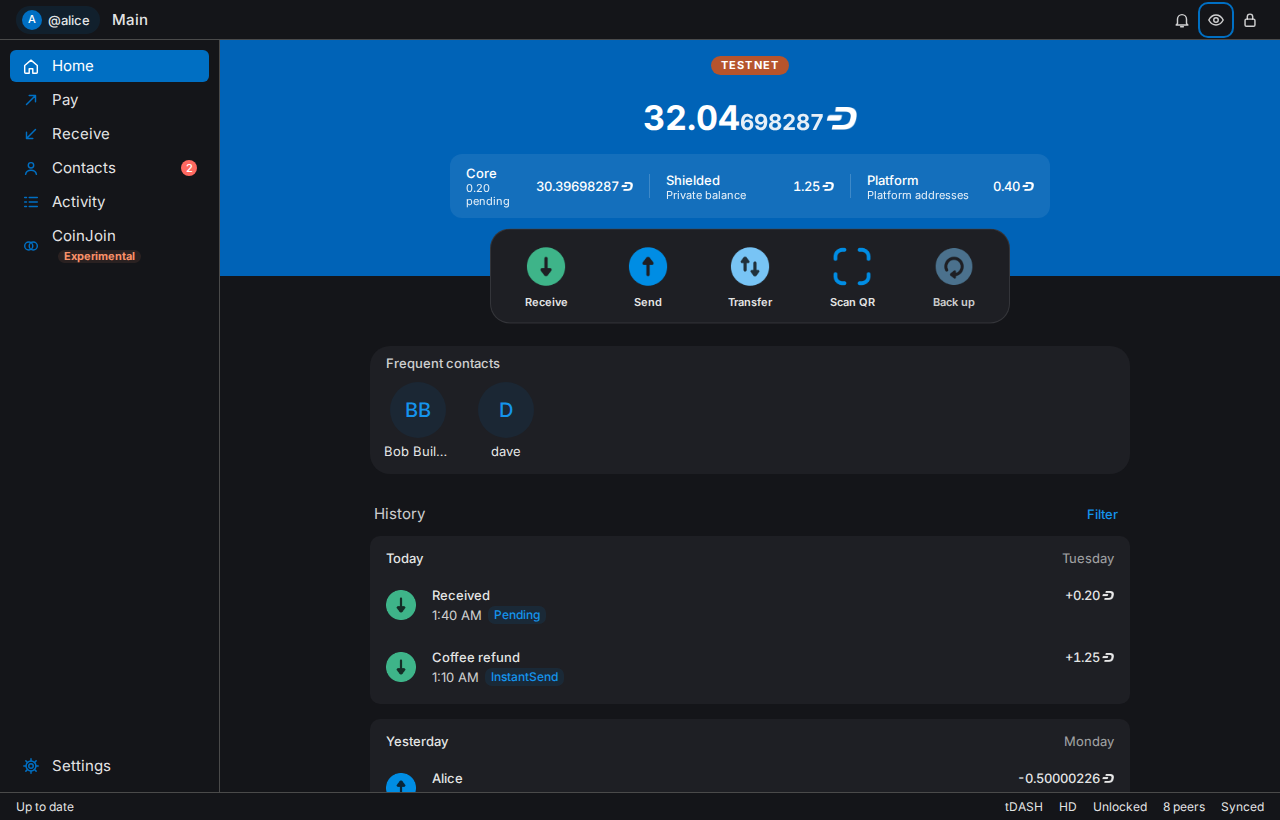 A @alice Main
Home
Pay
Receive
Contacts 2
Activity
CoinJoin
Experimental
Settings
TESTNET
32.04698287
Core
0.20
pending
30.39698287
Shielded
Private balance
1.25
Platform
Platform addresses
0.40
Receive
Send
Transfer
Scan QR
Back up
Frequent contacts
BB
D
Bob Buil...
dave
History
Filter
Today
Tuesday
Received
+0.20
1:40 AM Pending
Coffee refund
+1.25
1:10 AM InstantSend
Yesterday
Monday
Alice
-0.50000226
Up to date
tDASH HD Unlocked 8 peers Synced